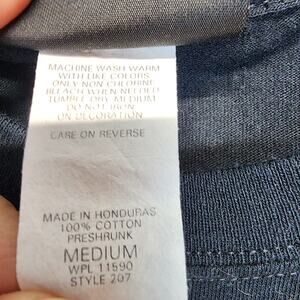 MACHINE WASH WARM
WITH LIKE COLORS
ONLY NON-CHLORINE
BLEACH WHEN NEEDED
TUMBLE DRY MEDIUM
DO NOT IRON
ON DECORATION
CARE ON REVERSE
MADE IN HONDURAS
100% COTTON
PRESHRUNK
MEDIUM
WPL 11590
STYLE 207